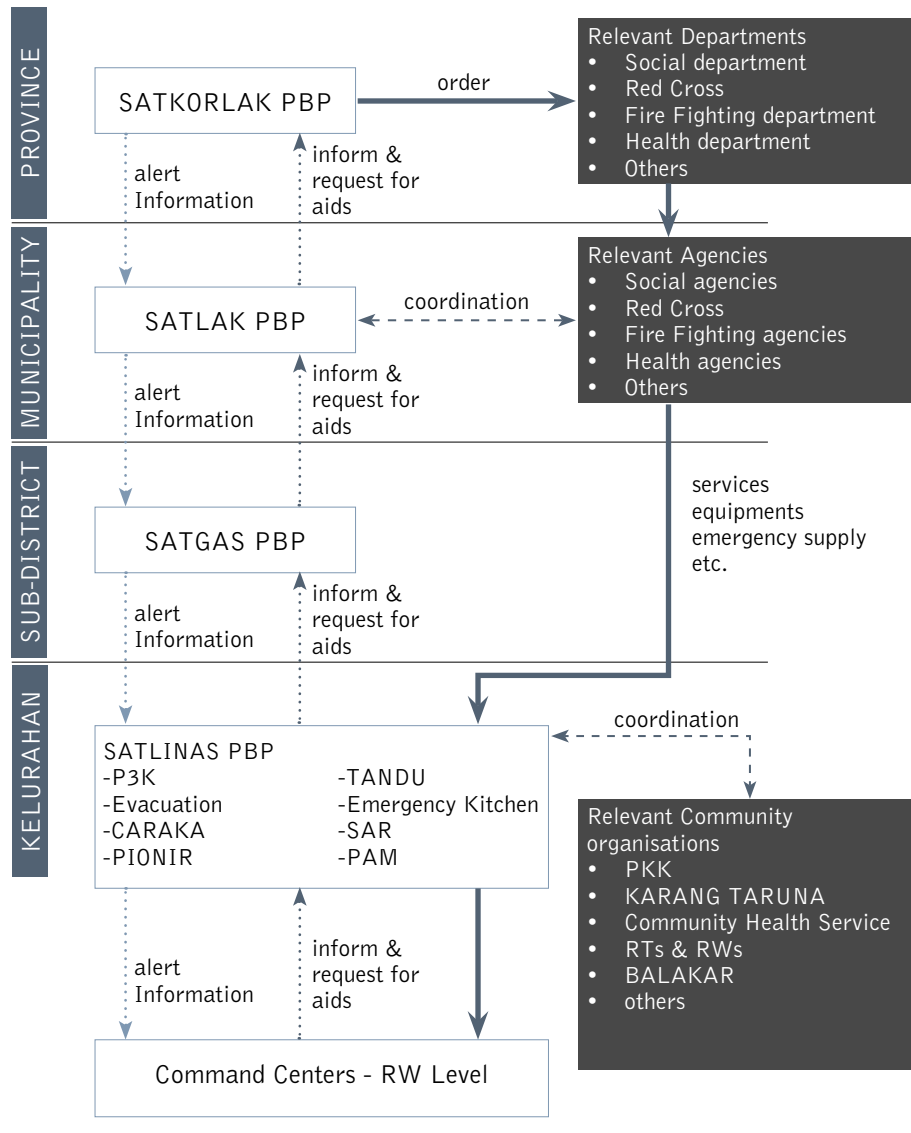 PROVINCE
SATKORLAK PBP
order
Relevant Departments
• Social department
• Red Cross
• Fire Fighting department
• Health department
• Others
alert
Information
inform &
request for
aids
MUNICIPALITY
SATLAK PBP
coordination
Relevant Agencies
• Social agencies
• Red Cross
• Fire Fighting agencies
• Health agencies
• Others
alert
Information
inform &
request for
aids
SUB-DISTRICT
SATGAS PBP
services
equipments
emergency supply
etc.
alert
Information
inform &
request for
aids
KELURAHAN
SATLINAS PBP
-P3K
-Evacuation
-CARAKA
-PIONIR
-TANDU
-Emergency Kitchen
-SAR
-PAM
coordination
Relevant Community
organisations
• PKK
• KARANG TARUNA
• Community Health Service
• RTs & RWs
• BALAKAR
• others
alert
Information
inform &
request for
aids
Command Centers - RW Level